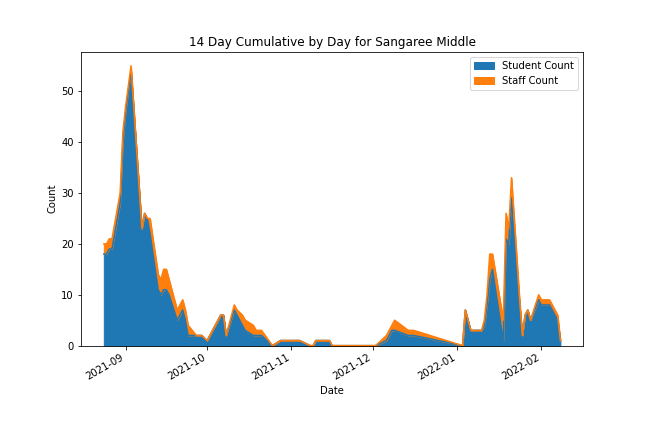 14 Day Cumulative by Day for Sangaree Middle
Student Count
Staff Count
Count
50
40
30
20
10
0
2021-09
2021-10
2021-11
2021-12
2022-01
2022-02
Date